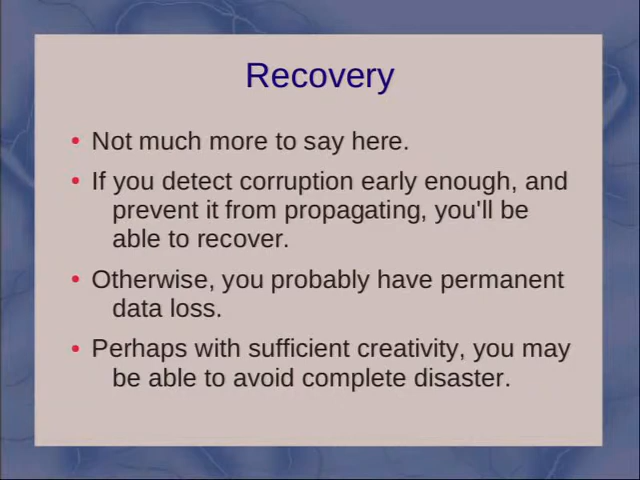 Recovery
• Not much more to say here.
• If you detect corruption early enough, and
prevent it from propagating, you'll be
able to recover.
• Otherwise, you probably have permanent
data loss.
• Perhaps with sufficient creativity, you may
be able to avoid complete disaster.